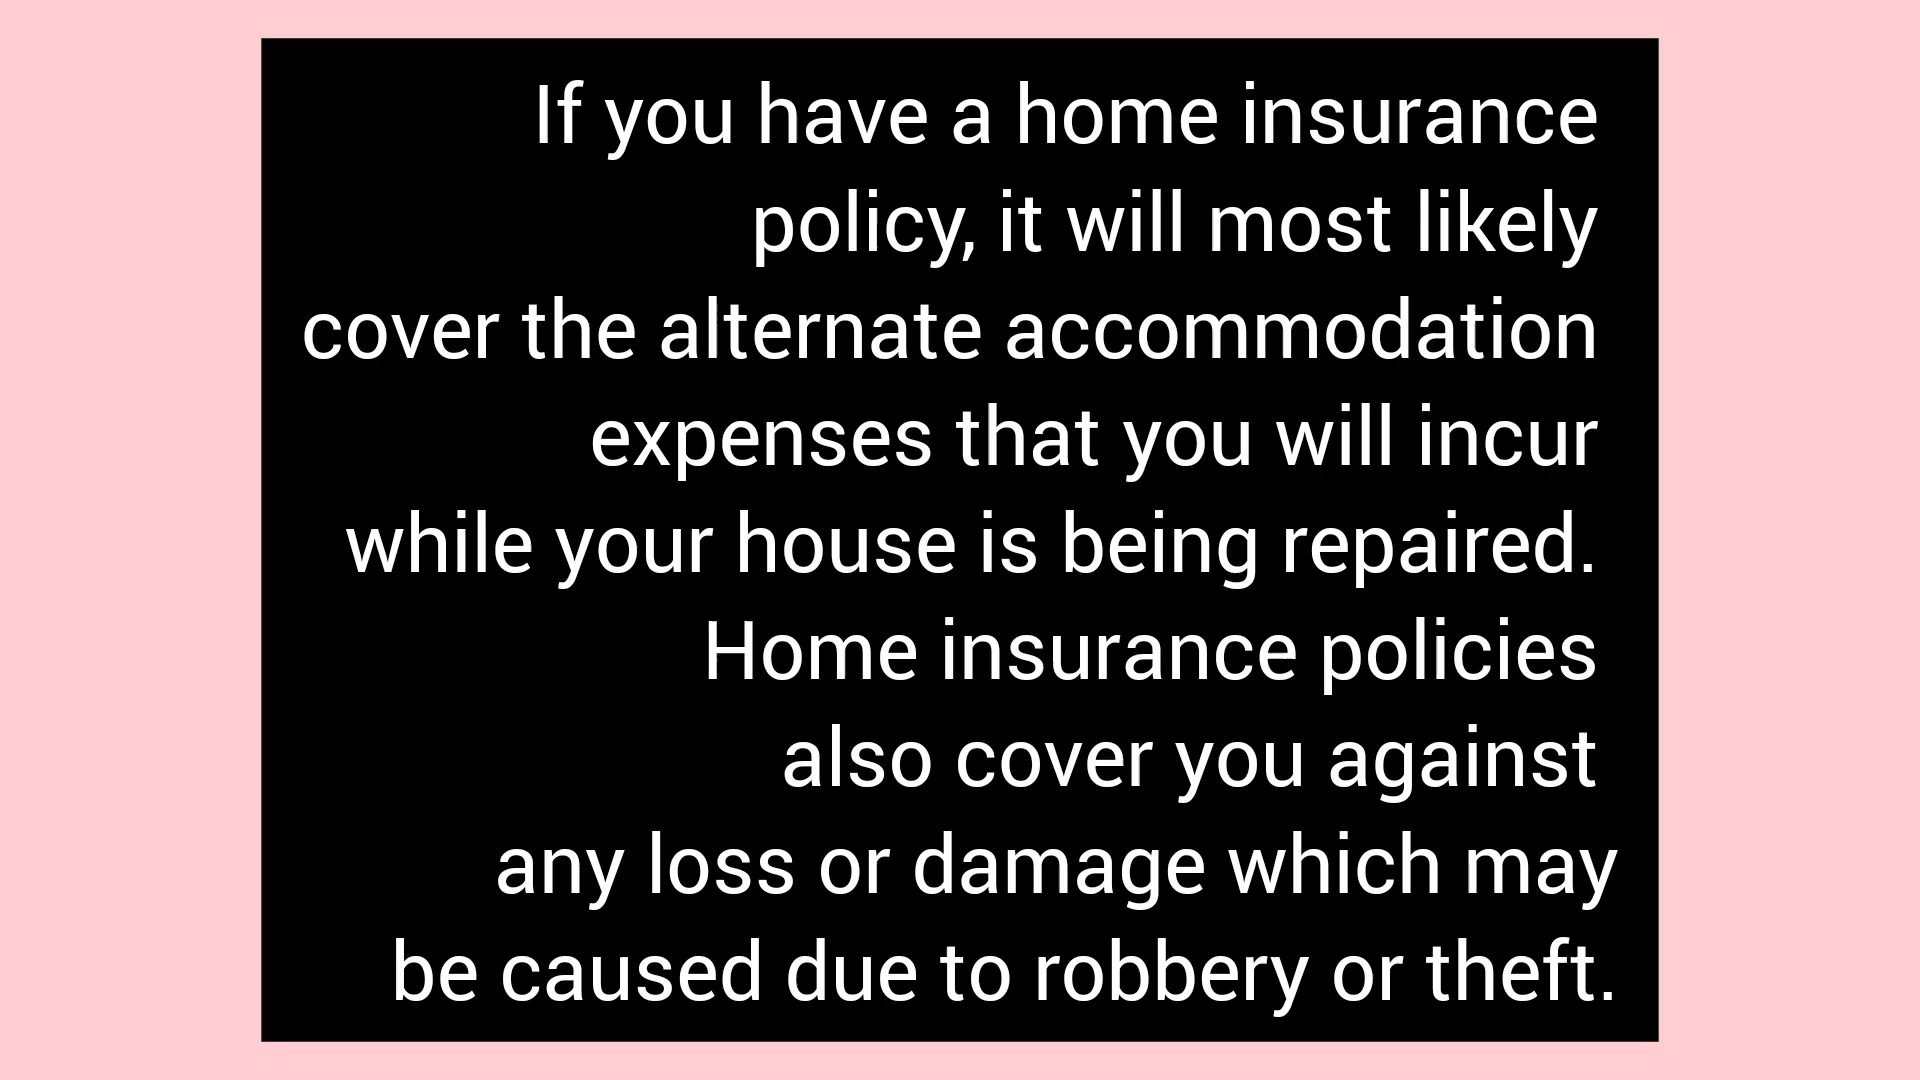 If you have a home insurance
policy, it will most likely
cover the alternate accommodation
expenses that you will incur
while your house is being repaired.
Home insurance policies
also cover you against
any loss or damage which may
be caused due to robbery or theft.